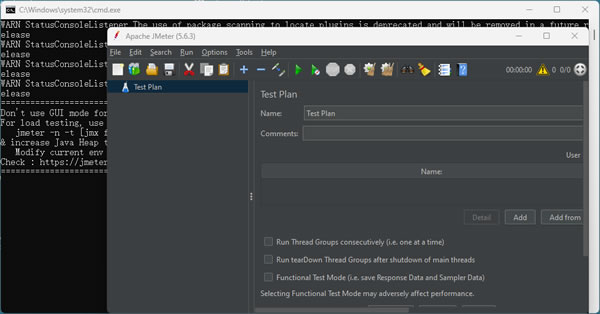 C:\Windows\system32\cmd.exe
WARN StatusConsoleListener The use of package scanning to locate plugins is deprecated and will be removed in a future r
elease
WARN StatusConsoleList
elease
WARN StatusConsoleList
elease
WARN StatusConsoleList
elease
Don't use GUI mode for
For load testing, use
jmeter -n -t [jmx f
& increase Java Heap t
Modify current env
Check : https://jmeter
Apache JMeter (5.6.3)
File Edit Search Run Options Tools Help
00:00:00 0 0/0
Test Plan
Test Plan
Name: Test Plan
Comments:
User
Name:
Detail Add Add from
Run Thread Groups consecutively (i.e. one at a time)
Run tearDown Thread Groups after shutdown of main threads
Functional Test Mode (i.e. save Response Data and Sampler Data)
Selecting Functional Test Mode may adversely affect performance.